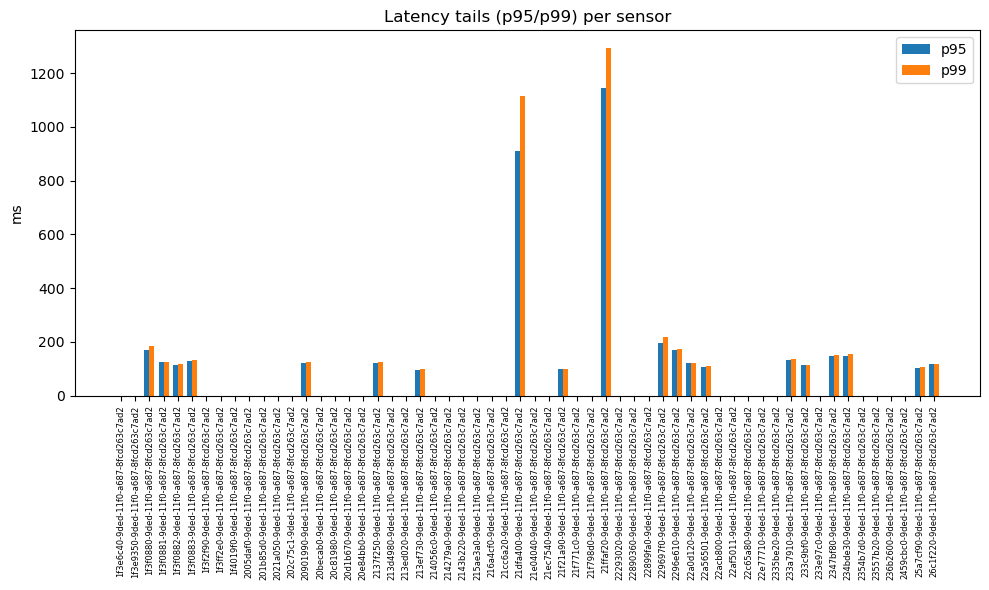 Latency tails (p95/p99) per sensor
p95
p99
ms
1200
1000
800
600
400
200
0
1f3e6c40-9ded-11f0-a687-8fcd263c7ad2
1f3e9350-9ded-11f0-a687-8fcd263c7ad2
1f3f0880-9ded-11f0-a687-8fcd263c7ad2
1f3f0881-9ded-11f0-a687-8fcd263c7ad2
1f3f0882-9ded-11f0-a687-8fcd263c7ad2
1f3f0883-9ded-11f0-a687-8fcd263c7ad2
1f3f2f90-9ded-11f0-a687-8fcd263c7ad2
1f3ff2e0-9ded-11f0-a687-8fcd263c7ad2
1f4019f0-9ded-11f0-a687-8fcd263c7ad2
2005daf0-9ded-11f0-a687-8fcd263c7ad2
201b85d0-9ded-11f0-a687-8fcd263c7ad2
2021a050-9ded-11f0-a687-8fcd263c7ad2
202c75c1-9ded-11f0-a687-8fcd263c7ad2
20901990-9ded-11f0-a687-8fcd263c7ad2
20becab0-9ded-11f0-a687-8fcd263c7ad2
20c81980-9ded-11f0-a687-8fcd263c7ad2
20d1b670-9ded-11f0-a687-8fcd263c7ad2
20e84bb0-9ded-11f0-a687-8fcd263c7ad2
2137f250-9ded-11f0-a687-8fcd263c7ad2
213d4980-9ded-11f0-a687-8fcd263c7ad2
213ed020-9ded-11f0-a687-8fcd263c7ad2
213ef730-9ded-11f0-a687-8fcd263c7ad2
214056c0-9ded-11f0-a687-8fcd263c7ad2
214279a0-9ded-11f0-a687-8fcd263c7ad2
2143b220-9ded-11f0-a687-8fcd263c7ad2
215ae3a0-9ded-11f0-a687-8fcd263c7ad2
216a4cf0-9ded-11f0-a687-8fcd263c7ad2
21cc6a20-9ded-11f0-a687-8fcd263c7ad2
21dfa400-9ded-11f0-a687-8fcd263c7ad2
21e04040-9ded-11f0-a687-8fcd263c7ad2
21ec7540-9ded-11f0-a687-8fcd263c7ad2
21f21a90-9ded-11f0-a687-8fcd263c7ad2
21f771c0-9ded-11f0-a687-8fcd263c7ad2
21f798d0-9ded-11f0-a687-8fcd263c7ad2
21ffaf20-9ded-11f0-a687-8fcd263c7ad2
22293020-9ded-11f0-a687-8fcd263c7ad2
22890360-9ded-11f0-a687-8fcd263c7ad2
22899fa0-9ded-11f0-a687-8fcd263c7ad2
229697f0-9ded-11f0-a687-8fcd263c7ad2
2296e610-9ded-11f0-a687-8fcd263c7ad2
22a0d120-9ded-11f0-a687-8fcd263c7ad2
22a56501-9ded-11f0-a687-8fcd263c7ad2
22acb800-9ded-11f0-a687-8fcd263c7ad2
22af5011-9ded-11f0-a687-8fcd263c7ad2
22c65a80-9ded-11f0-a687-8fcd263c7ad2
22e77710-9ded-11f0-a687-8fcd263c7ad2
2335be20-9ded-11f0-a687-8fcd263c7ad2
233a7910-9ded-11f0-a687-8fcd263c7ad2
233c9bf0-9ded-11f0-a687-8fcd263c7ad2
233e97c0-9ded-11f0-a687-8fcd263c7ad2
2347bf80-9ded-11f0-a687-8fcd263c7ad2
234bde30-9ded-11f0-a687-8fcd263c7ad2
2354b7d0-9ded-11f0-a687-8fcd263c7ad2
23557b20-9ded-11f0-a687-8fcd263c7ad2
236b2600-9ded-11f0-a687-8fcd263c7ad2
2459cbc0-9ded-11f0-a687-8fcd263c7ad2
25a7cf90-9ded-11f0-a687-8fcd263c7ad2
26c1f220-9ded-11f0-a687-8fcd263c7ad2